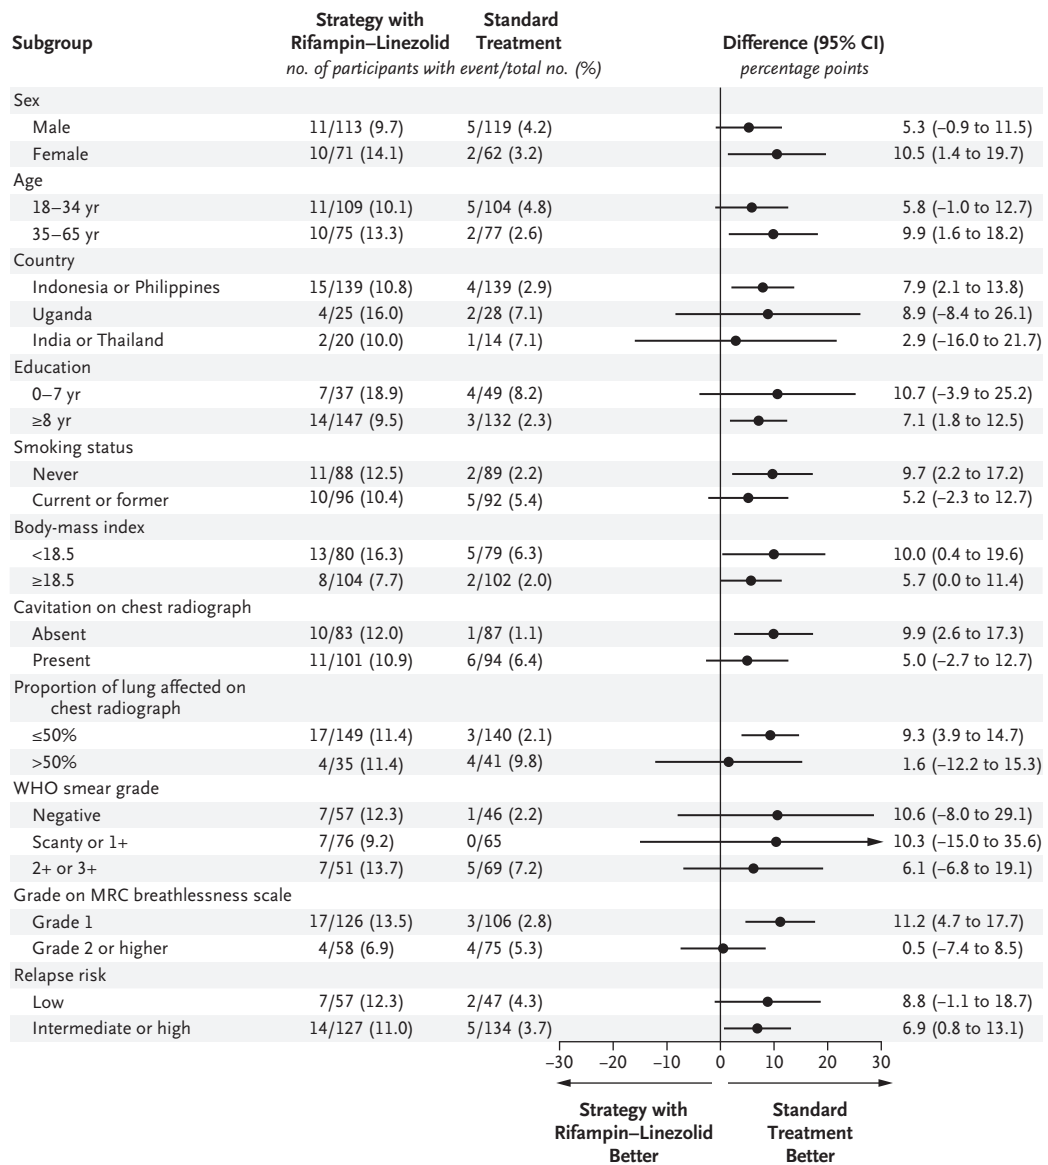 Subgroup Strategy with Rifampin–Linezolid Standard Treatment Difference (95% CI)
no. of participants with event/total no. (%) percentage points
Sex
Male 11/113 (9.7) 5/119 (4.2) 5.3 (–0.9 to 11.5)
Female 10/71 (14.1) 2/62 (3.2) 10.5 (1.4 to 19.7)
Age
18–34 yr 11/109 (10.1) 5/104 (4.8) 5.8 (–1.0 to 12.7)
35–65 yr 10/75 (13.3) 2/77 (2.6) 9.9 (1.6 to 18.2)
Country
Indonesia or Philippines 15/139 (10.8) 4/139 (2.9) 7.9 (2.1 to 13.8)
Uganda 4/25 (16.0) 2/28 (7.1) 8.9 (–8.4 to 26.1)
India or Thailand 2/20 (10.0) 1/14 (7.1) 2.9 (–16.0 to 21.7)
Education
0–7 yr 7/37 (18.9) 4/49 (8.2) 10.7 (–3.9 to 25.2)
≥8 yr 14/147 (9.5) 3/132 (2.3) 7.1 (1.8 to 12.5)
Smoking status
Never 11/88 (12.5) 2/89 (2.2) 9.7 (2.2 to 17.2)
Current or former 10/96 (10.4) 5/92 (5.4) 5.2 (–2.3 to 12.7)
Body-mass index
<18.5 13/80 (16.3) 5/79 (6.3) 10.0 (0.4 to 19.6)
≥18.5 8/104 (7.7) 2/102 (2.0) 5.7 (0.0 to 11.4)
Cavitation on chest radiograph
Absent 10/83 (12.0) 1/87 (1.1) 9.9 (2.6 to 17.3)
Present 11/101 (10.9) 6/94 (6.4) 5.0 (–2.7 to 12.7)
Proportion of lung affected on
chest radiograph
≤50% 17/149 (11.4) 3/140 (2.1) 9.3 (3.9 to 14.7)
>50% 4/35 (11.4) 4/41 (9.8) 1.6 (–12.2 to 15.3)
WHO smear grade
Negative 7/57 (12.3) 1/46 (2.2) 10.6 (–8.0 to 29.1)
Scanty or 1+ 7/76 (9.2) 0/65 10.3 (–15.0 to 35.6)
2+ or 3+ 7/51 (13.7) 5/69 (7.2) 6.1 (–6.8 to 19.1)
Grade on MRC breathlessness scale
Grade 1 17/126 (13.5) 3/106 (2.8) 11.2 (4.7 to 17.7)
Grade 2 or higher 4/58 (6.9) 4/75 (5.3) 0.5 (–7.4 to 8.5)
Relapse risk
Low 7/57 (12.3) 2/47 (4.3) 8.8 (–1.1 to 18.7)
Intermediate or high 14/127 (11.0) 5/134 (3.7) 6.9 (0.8 to 13.1)
–30 –20 –10 0 10 20 30
Strategy with Rifampin–Linezolid Better
Standard Treatment Better